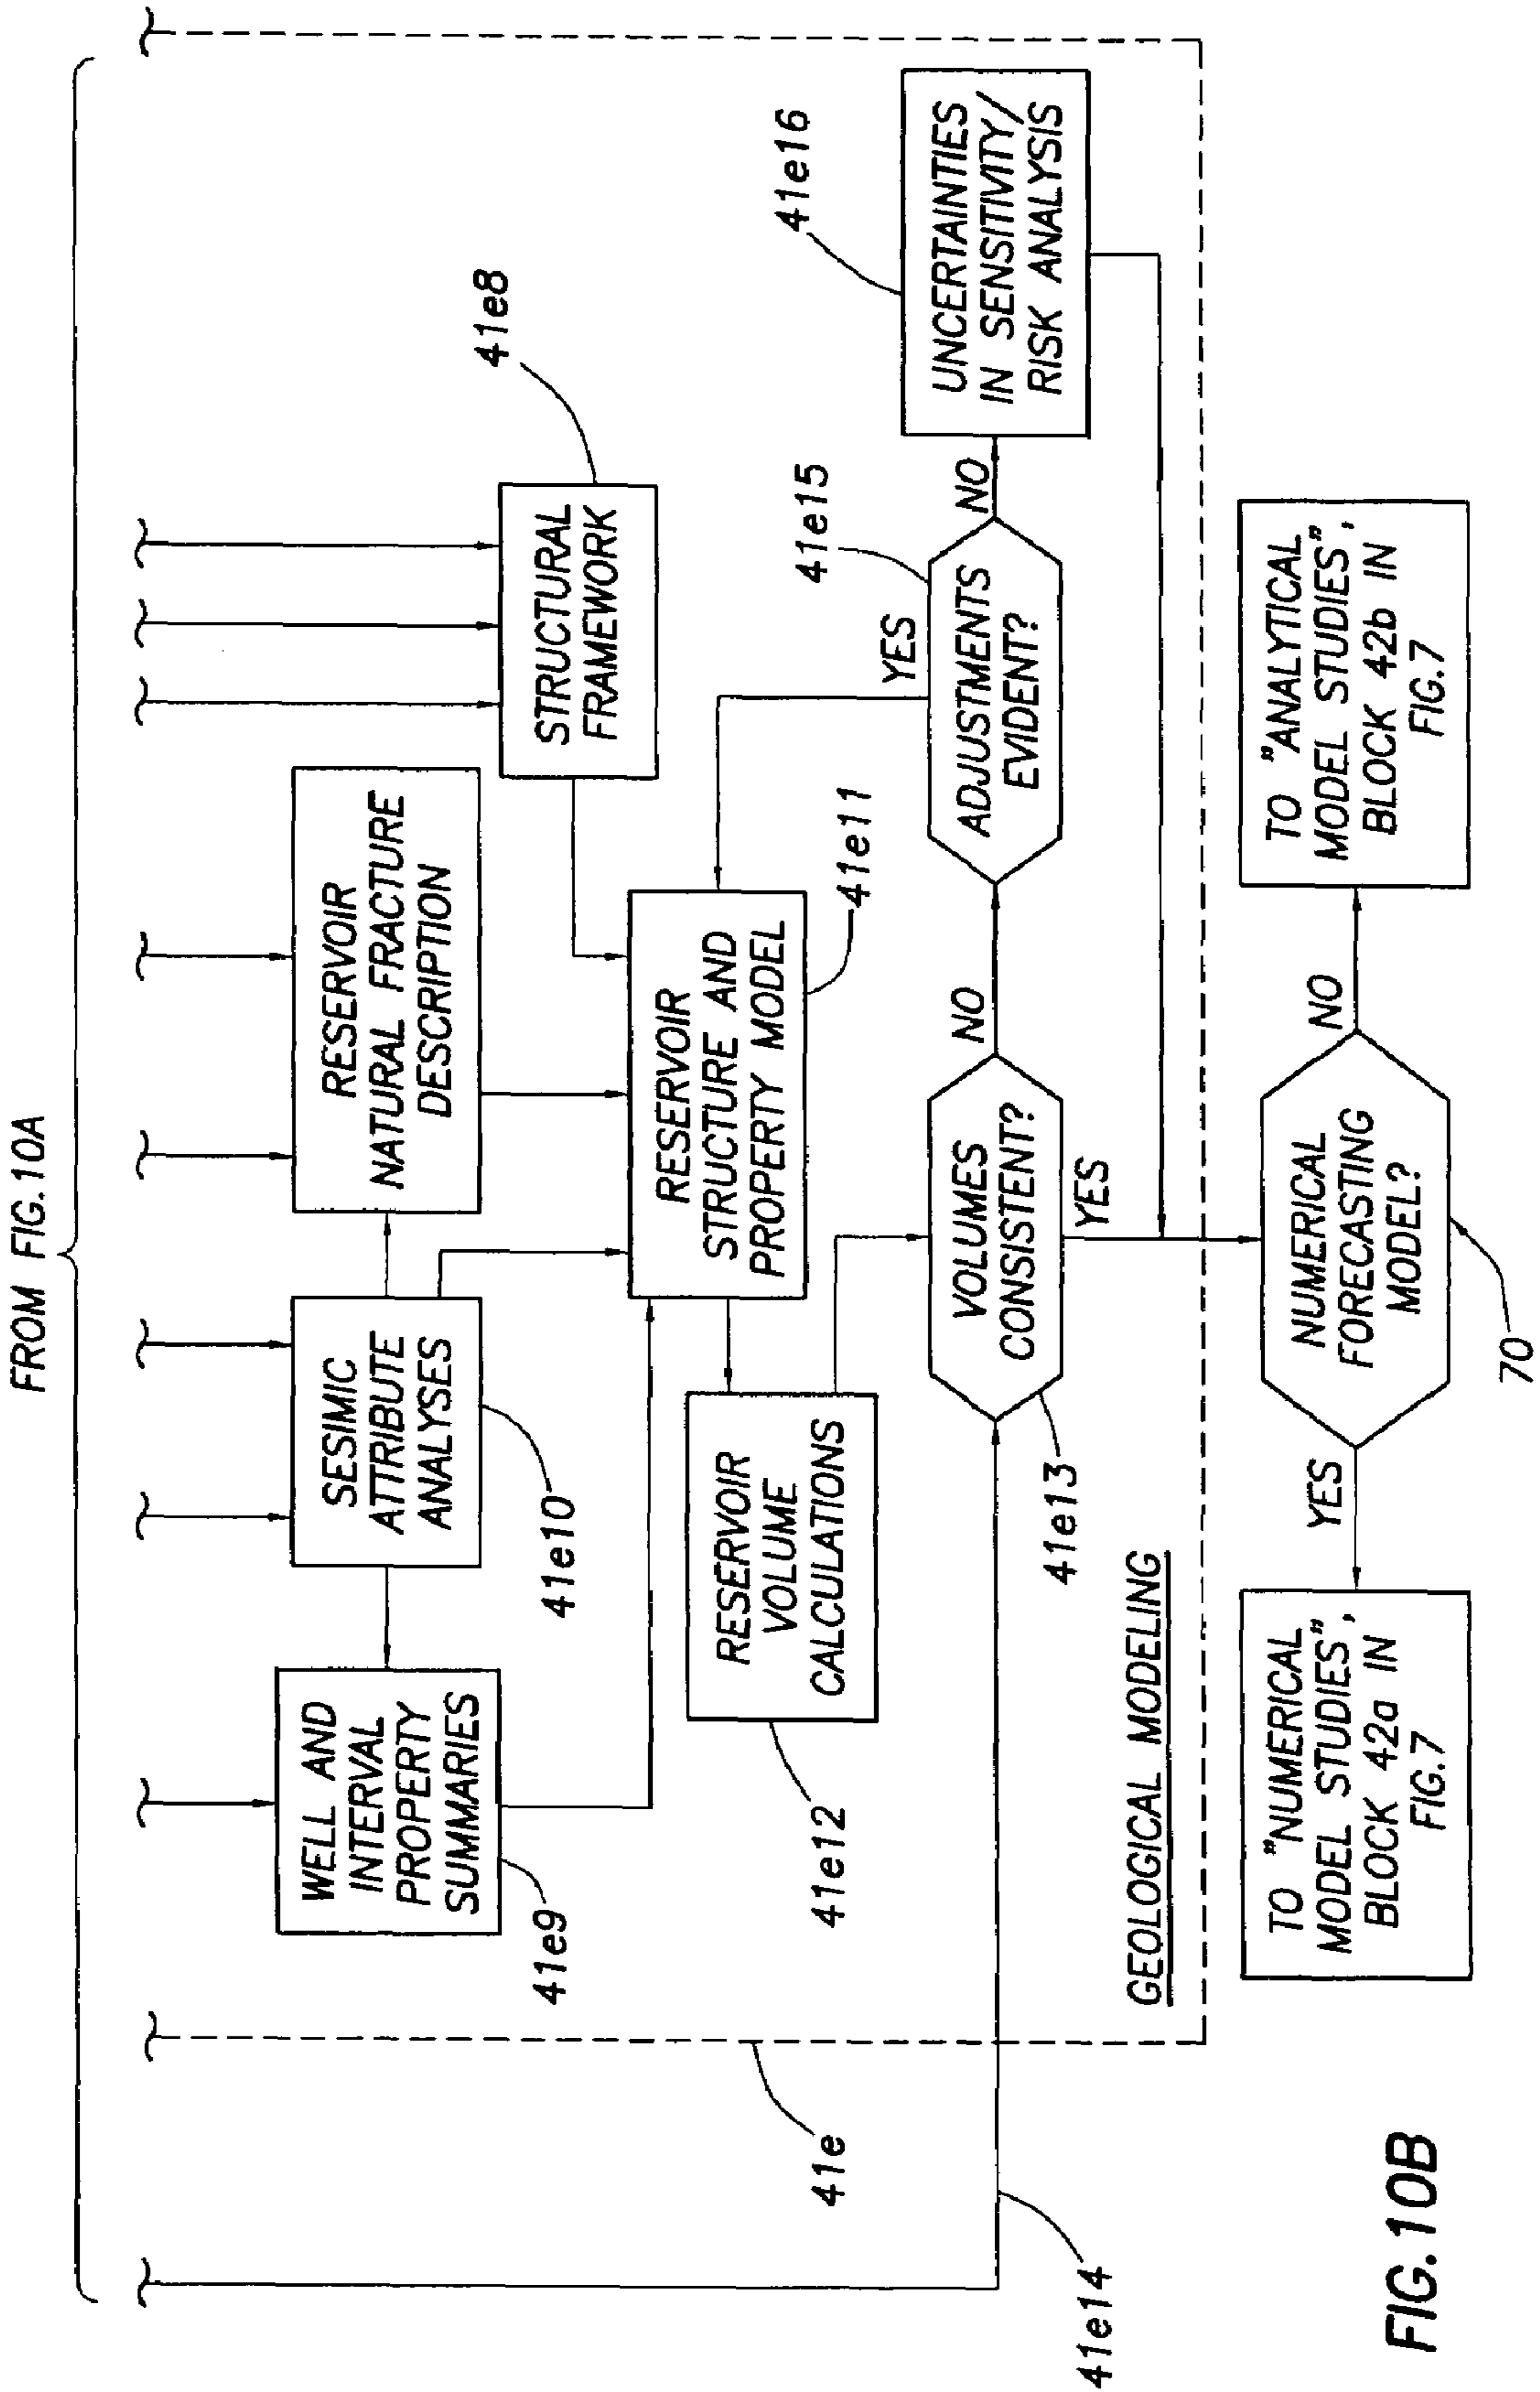 FROM FIG.10A
WELL AND
INTERVAL
PROPERTY
SUMMARIES
41e9
SESIMIC
ATTRIBUTE
ANALYSES
41e10
RESERVOIR
NATURAL FRACTURE
DESCRIPTION
STRUCTURAL
FRAMEWORK
41e8
RESERVOIR
STRUCTURE AND
PROPERTY MODEL
41e11
RESERVOIR
VOLUME
CALCULATIONS
41e12
41e
41e14
VOLUMES
CONSISTENT?
41e13
NO
YES
ADJUSTMENTS
EVIDENT?
41e15
YES
NO
UNCERTAINTIES
IN SENSITIVITY/
RISK ANALYSIS
41e16
GEOLOGICAL MODELING
TO "NUMERICAL
MODEL STUDIES",
BLOCK 42a IN
FIG.7
YES
NUMERICAL
FORECASTING
MODEL?
70
NO
TO "ANALYTICAL
MODEL STUDIES",
BLOCK 42b IN
FIG.7
FIG.10B